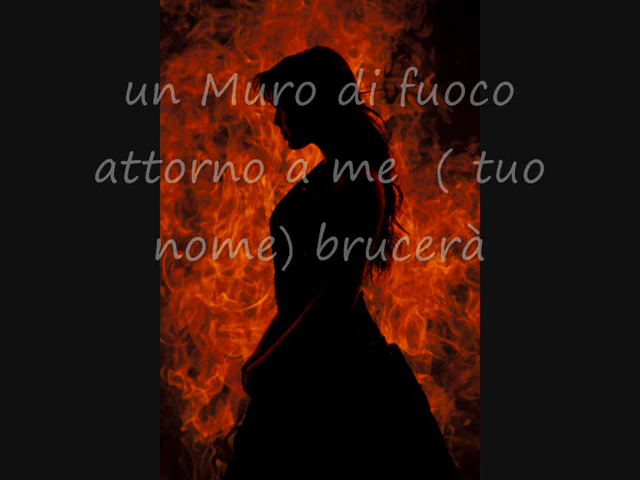 un Muro di fuoco
attorno a me ( tuo
nome) brucerà